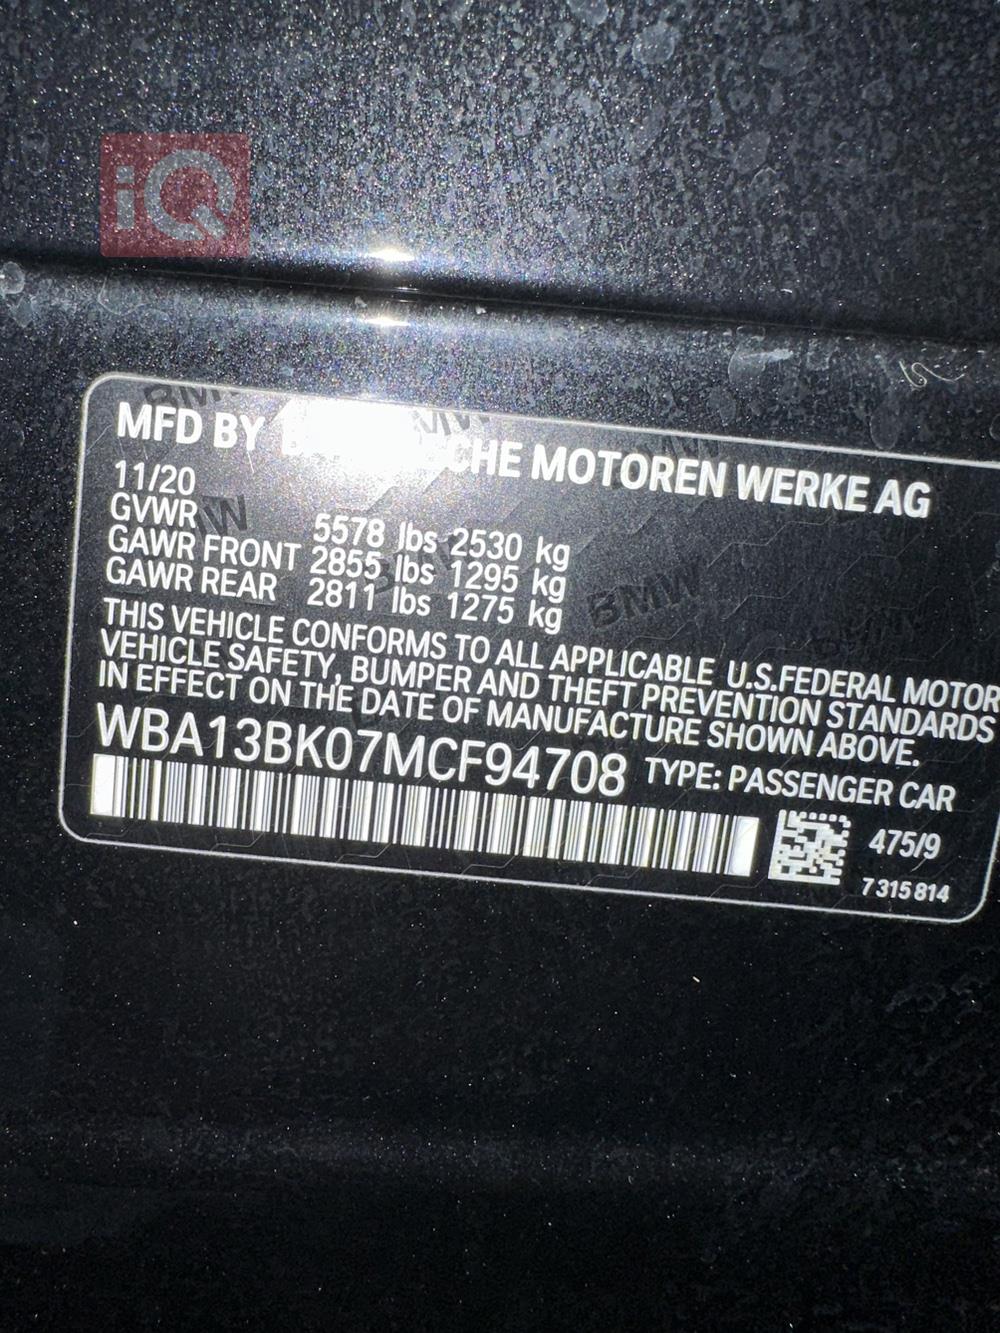 iQ
MFD BY MOTOREN WERKE AG
11/20
GVWR 5578 lbs 2530 kg
GAWR FRONT 2855 lbs 1295 kg
GAWR REAR 2811 lbs 1275 kg
THIS VEHICLE CONFORMS TO ALL APPLICABLE U.S.FEDERAL MOTOR
VEHICLE SAFETY, BUMPER AND THEFT PREVENTION STANDARDS
IN EFFECT ON THE DATE OF MANUFACTURE SHOWN ABOVE.
WBA13BK07MCF94708 TYPE: PASSENGER CAR
475/9
7 315 814
BMW